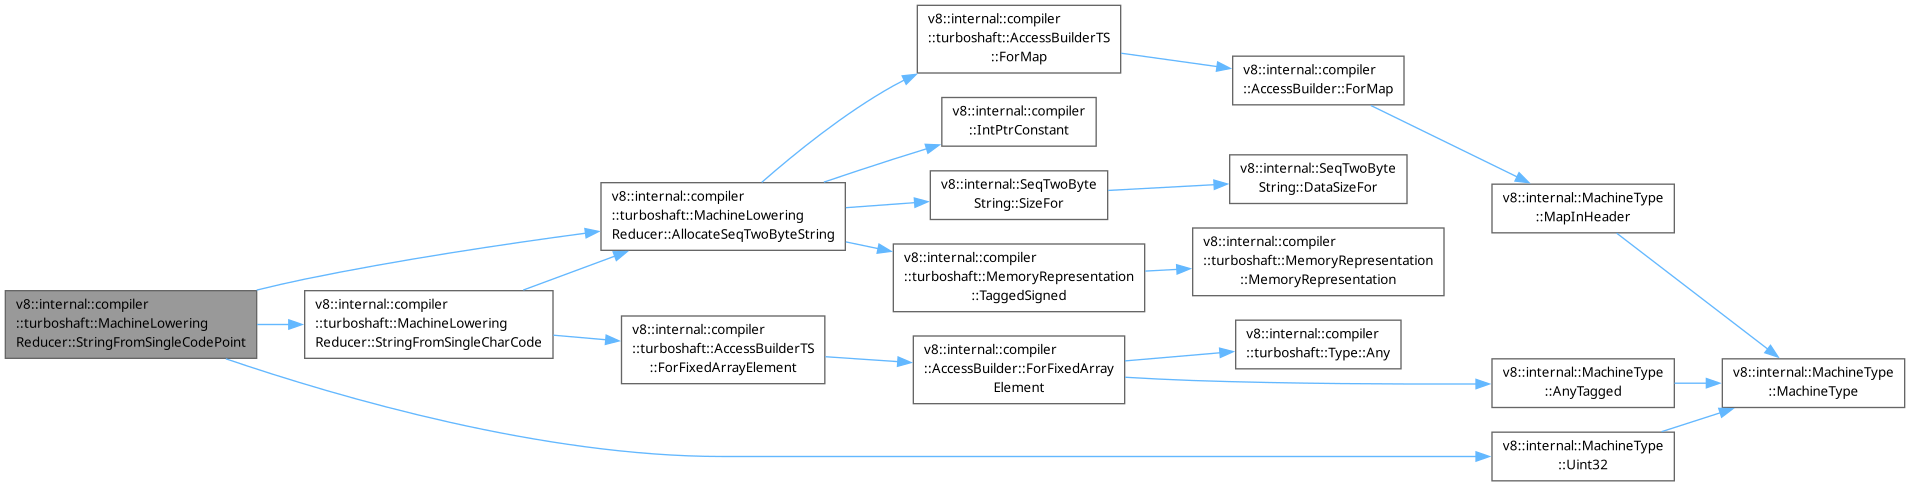 v8::internal::compiler
::turboshaft::MachineLowering
Reducer::StringFromSingleCodePoint
v8::internal::compiler
::turboshaft::MachineLowering
Reducer::StringFromSingleCharCode
v8::internal::compiler
::turboshaft::MachineLowering
Reducer::AllocateSeqTwoByteString
v8::internal::compiler
::turboshaft::AccessBuilderTS
::ForFixedArrayElement
v8::internal::compiler
::turboshaft::AccessBuilderTS
::ForMap
v8::internal::compiler
::IntPtrConstant
v8::internal::SeqTwoByte
String::SizeFor
v8::internal::compiler
::turboshaft::MemoryRepresentation
::TaggedSigned
v8::internal::compiler
::AccessBuilder::ForFixedArray
Element
v8::internal::compiler
::AccessBuilder::ForMap
v8::internal::SeqTwoByte
String::DataSizeFor
v8::internal::compiler
::turboshaft::MemoryRepresentation
::MemoryRepresentation
v8::internal::compiler
::turboshaft::Type::Any
v8::internal::MachineType
::MapInHeader
v8::internal::MachineType
::AnyTagged
v8::internal::MachineType
::Uint32
v8::internal::MachineType
::MachineType